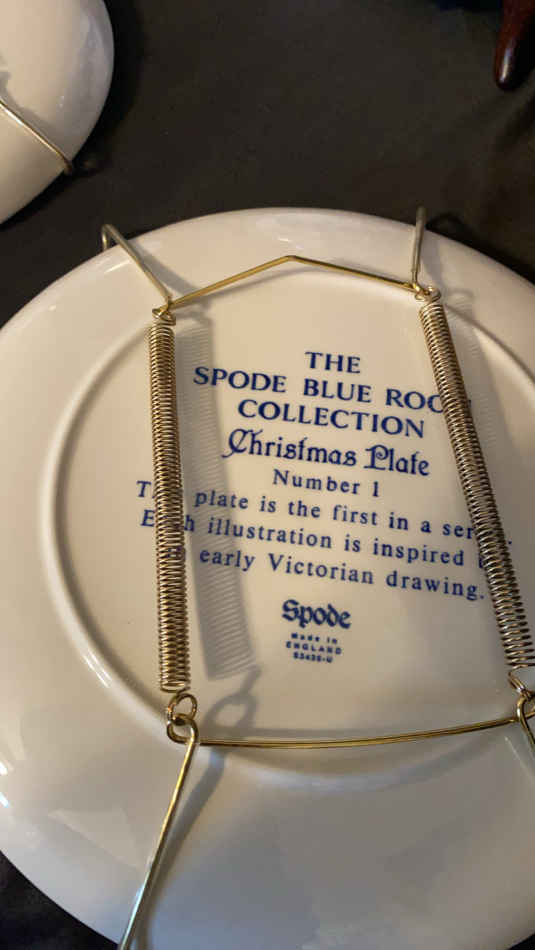 THE
SPODE BLUE ROO
COLLECTION
Christmas Plate
Number 1
plate is the first in a
illustration is inspired
early Victorian drawing.
Spode
Made in
ENGLAND